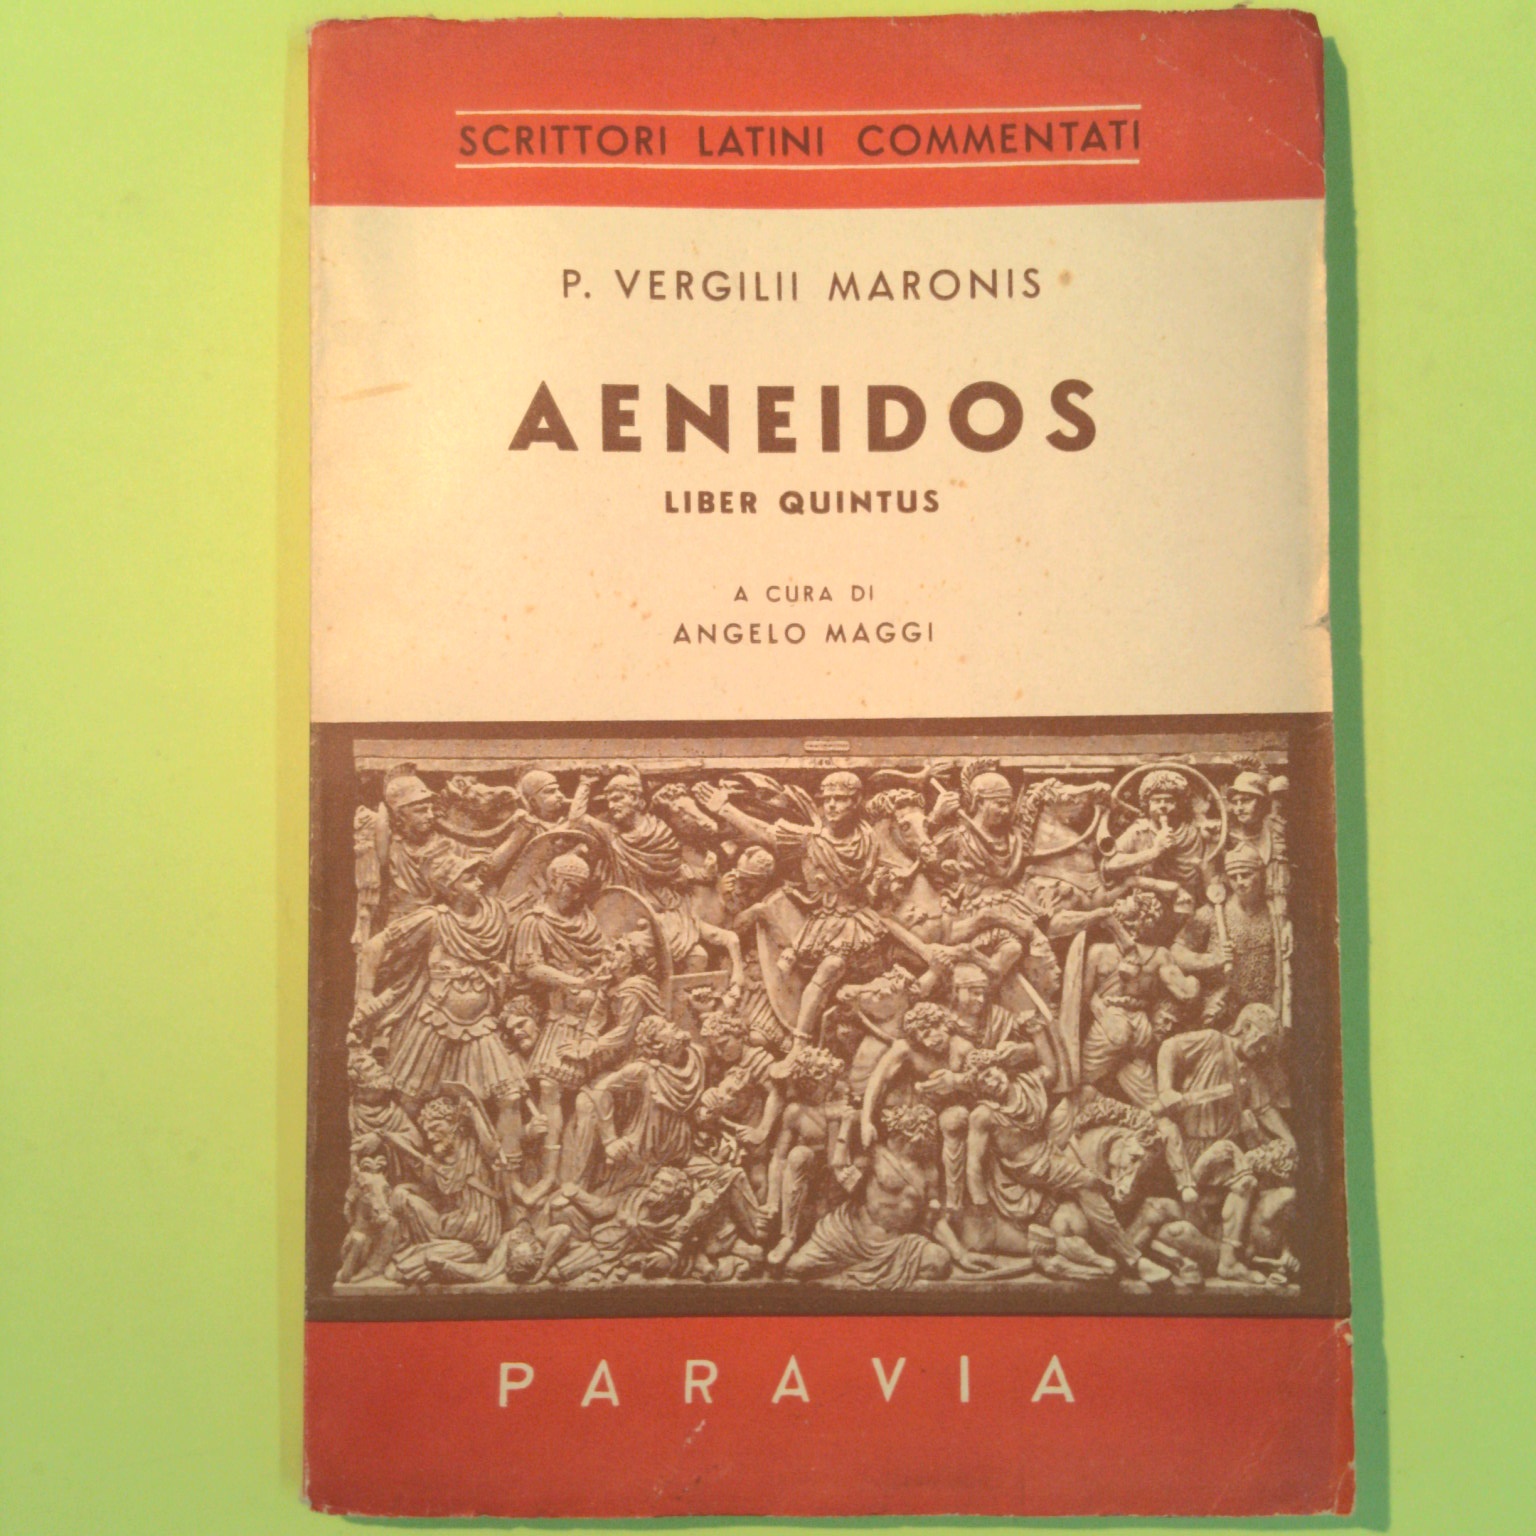 SCRITTORI LATINI COMMENTATI
P. VERGILII MARONIS
AENEIDOS
LIBER QUINTUS
A CURA DI
ANGELO MAGGI
PARAVIA